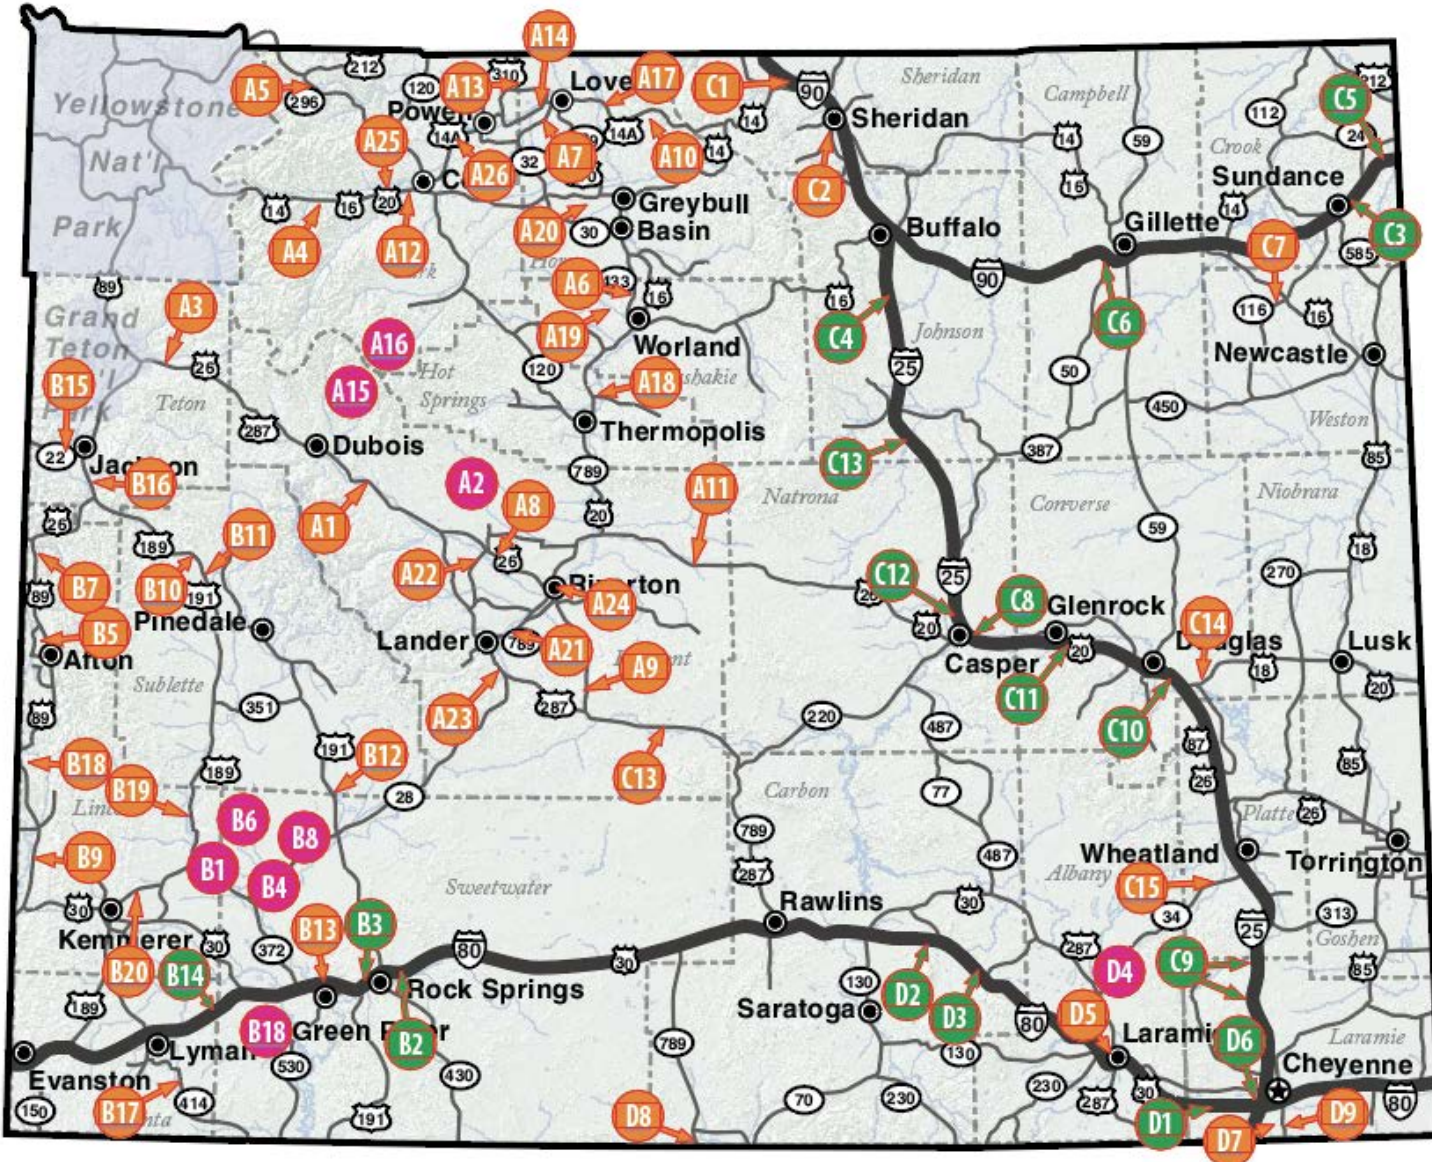 A14
212
310
A5
296
120
A13
Love
A17
C1
90
Sheridan
Campbell
212
C5
Yellowstone
Powell
14A
14A
14
Sheridan
14
59
112
24
Crook
Nat'l
A25
A26
32
A7
A10
14
C2
16
Sundance
14
16
20
Greybull
14
Park
A4
A12
A20
30
Basin
Buffalo
Gillette
C7
C3
585
89
A3
A6
16
90
16
C4
Johnson
C6
116
16
Grand
Teton
A16
A19
Worland
Newcastle
26
A15
Hot
Springs
120
A18
25
50
B15
Park
Teton
287
450
Weston
22
Jackson
Dubois
Thermopolis
C13
387
85
B16
A2
789
A11
Natrona
Converse
Niobrara
26
189
B11
A1
A8
20
59
18
B7
B10
191
A22
26
Riverton
C12
25
C8
Glenrock
270
89
B5
Pinedale
Lander
789
A24
20
Casper
20
Douglas
C14
Lusk
Afton
A21
A9
C11
18
20
Sublette
351
A23
287
220
487
C10
89
191
B12
87
B18
189
C13
26
85
B19
28
Carbon
77
Platte
26
B6
B8
789
487
Wheatland
Torrington
B9
B1
B4
287
Albany
C15
Sweetwater
30
30
Rawlins
34
313
Kemmerer
30
372
B13
B3
80
30
287
25
Goshen
B20
B14
D4
C9
85
189
Rock Springs
130
D2
D3
Saratoga
80
D5
B18
Green River
B2
Laramie
D6
Laramie
Lyman
530
430
789
130
Cheyenne
Evanston
150
B17
414
191
D8
70
230
230
287
30
D1
D7
D9
80